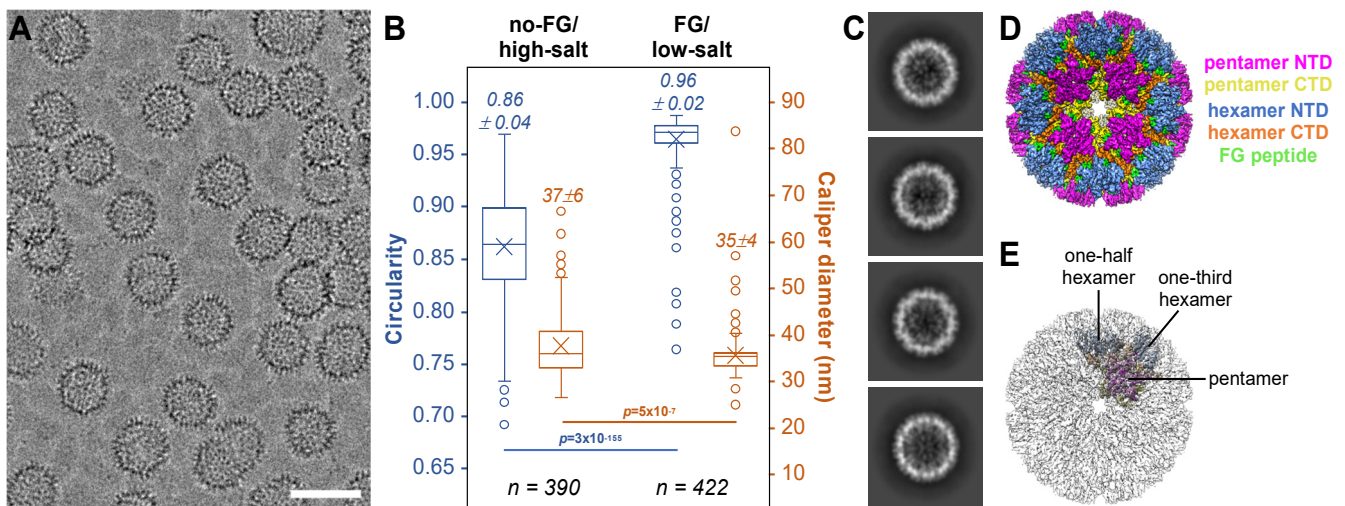 A
B
no-FG/
high-salt
FG/
low-salt
Circularity
1.00
0.95
0.90
0.85
0.80
0.75
0.70
0.65
0.86
± 0.04
37±6
0.96
± 0.02
35±4
p=5x10-7
p=3x10-155
n = 390
n = 422
90
80
70
60
50
40
30
20
10
Caliper diameter (nm)
C
D
pentamer NTD
pentamer CTD
hexamer NTD
hexamer CTD
FG peptide
E
one-half
hexamer
one-third
hexamer
pentamer